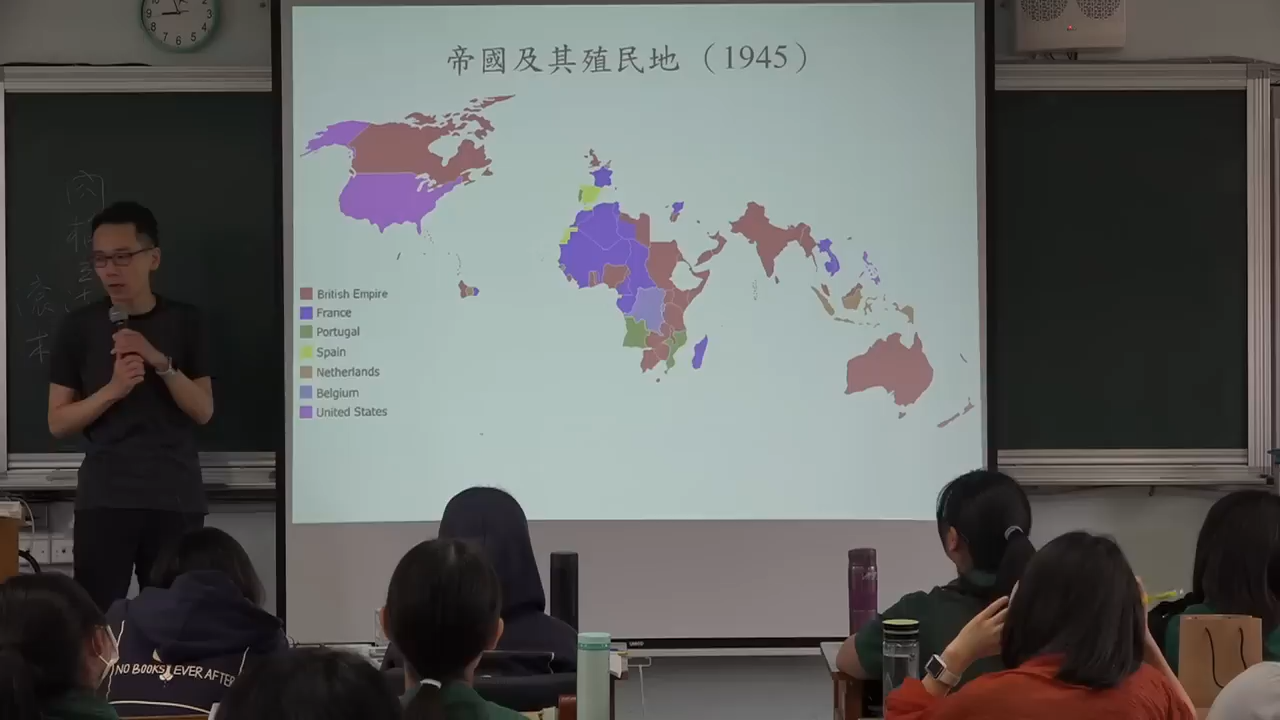 帝國及其殖民地（1945）
British Empire
France
Portugal
Spain
Netherlands
Belgium
United States
NO BOOKS EVER AFTER